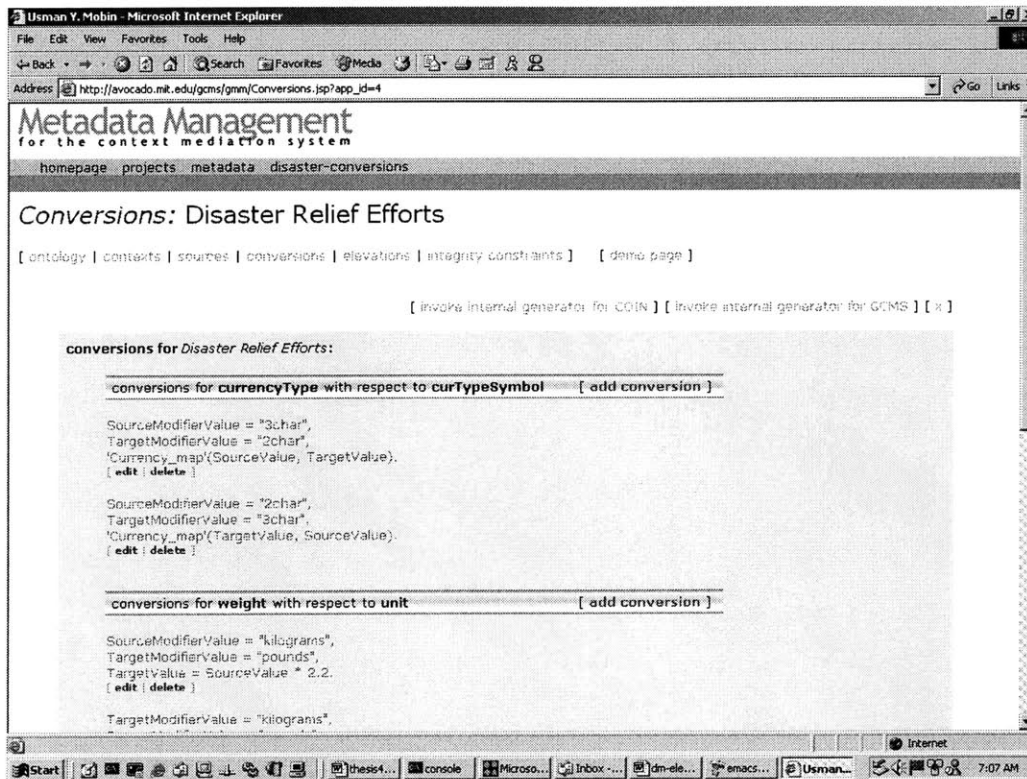 Usman Y. Mobin - Microsoft Internet Explorer
File Edit View Favorites Tools Help
Back Search Favorites Media
Address http://avocado.mit.edu/gcms/gmm/Conversions.jsp?app_id=4 Go Links
Metadata Management
for the context mediation system
homepage projects metadata disaster-conversions
Conversions: Disaster Relief Efforts
[ ontology | contexts | sources | conversions | elevations | integrity constraints ] [ demo page ]
[ invoke internal generator for COIN ] [ invoke internal generator for GCMS ] [ x ]
conversions for Disaster Relief Efforts:
conversions for currencyType with respect to curTypeSymbol [ add conversion ]
SourceModifierValue = "3char",
TargetModifierValue = "2char",
'Currency_map'(SourceValue, TargetValue).
[ edit | delete ]
SourceModifierValue = "2char",
TargetModifierValue = "3char",
'Currency_map'(TargetValue, SourceValue).
[ edit | delete ]
conversions for weight with respect to unit [ add conversion ]
SourceModifierValue = "kilograms",
TargetModifierValue = "pounds",
TargetValue = SourceValue * 2.2.
[ edit | delete ]
TargetModifierValue = "kilograms",
Internet
Start thesis4... console Microso... Inbox -... dm-ele... emacs... Usman... 7:07 AM